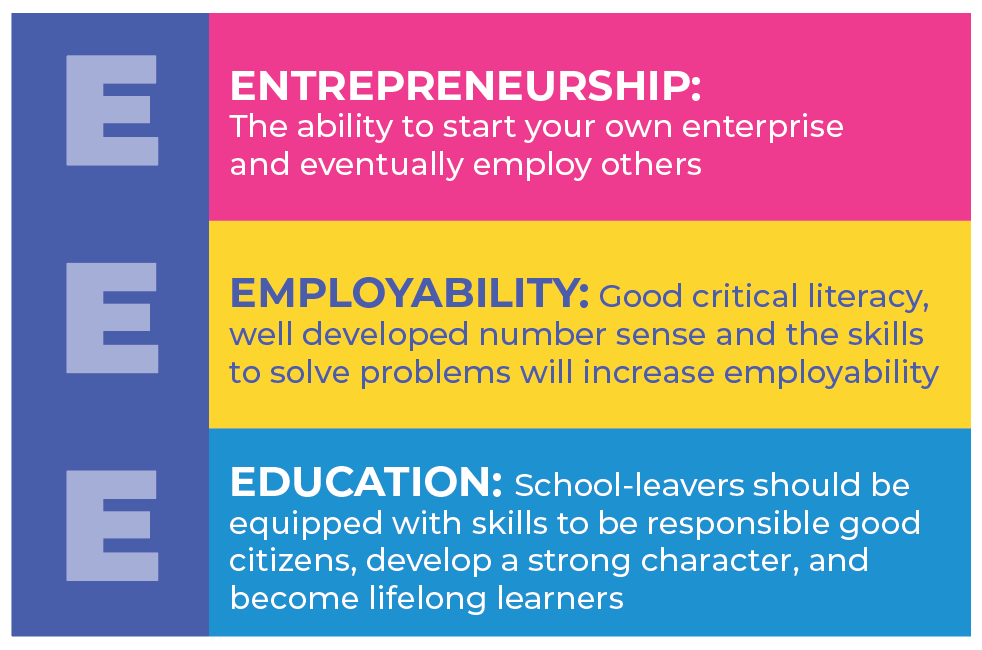 E
ENTREPRENEURSHIP:
The ability to start your own enterprise
and eventually employ others
E
EMPLOYABILITY: Good critical literacy,
well developed number sense and the skills
to solve problems will increase employability
E
EDUCATION: School-leavers should be
equipped with skills to be responsible good
citizens, develop a strong character, and
become lifelong learners